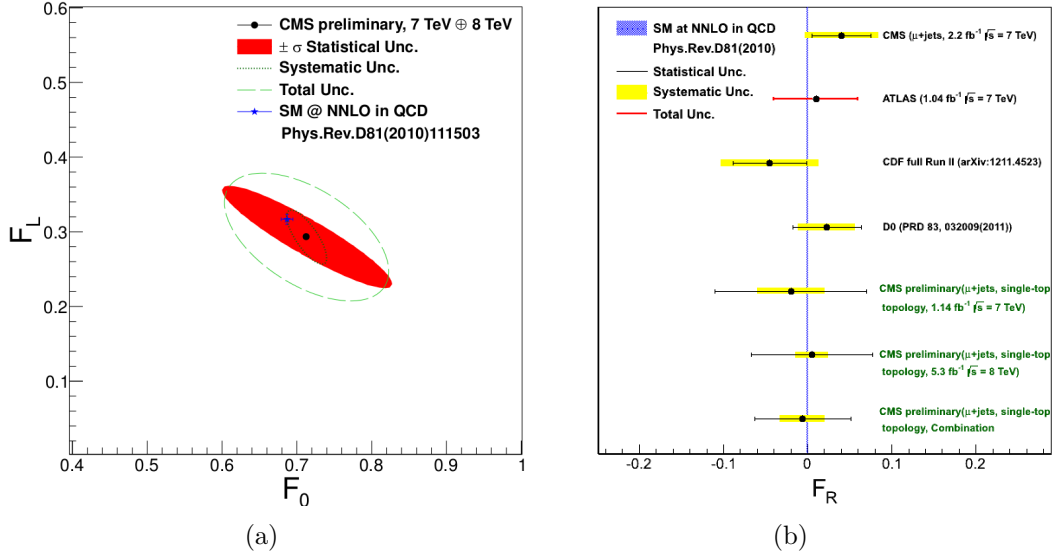 (a)
CMS preliminary, 7 TeV ⊕ 8 TeV
± σ Statistical Unc.
Systematic Unc.
Total Unc.
SM @ NNLO in QCD
Phys.Rev.D81(2010)111503
0.6
0.5
0.4
0.3
0.2
0.1
F_L
0.4 0.5 0.6 0.7 0.8 0.9 1
F_0
(a)
(b)
SM at NNLO in QCD
Phys.Rev.D81(2010)
Statistical Unc.
Systematic Unc.
Total Unc.
CMS (μ+jets, 2.2 fb⁻¹ √s = 7 TeV)
ATLAS (1.04 fb⁻¹ √s = 7 TeV)
CDF full Run II (arXiv:1211.4523)
D0 (PRD 83, 032009(2011))
CMS preliminary(μ+jets, single-top
topology, 1.14 fb⁻¹ √s = 7 TeV)
CMS preliminary(μ+jets, single-top
topology, 5.3 fb⁻¹ √s = 8 TeV)
CMS preliminary(μ+jets, single-top
topology, Combination
-0.2 -0.1 0 0.1 0.2
F_R
(b)